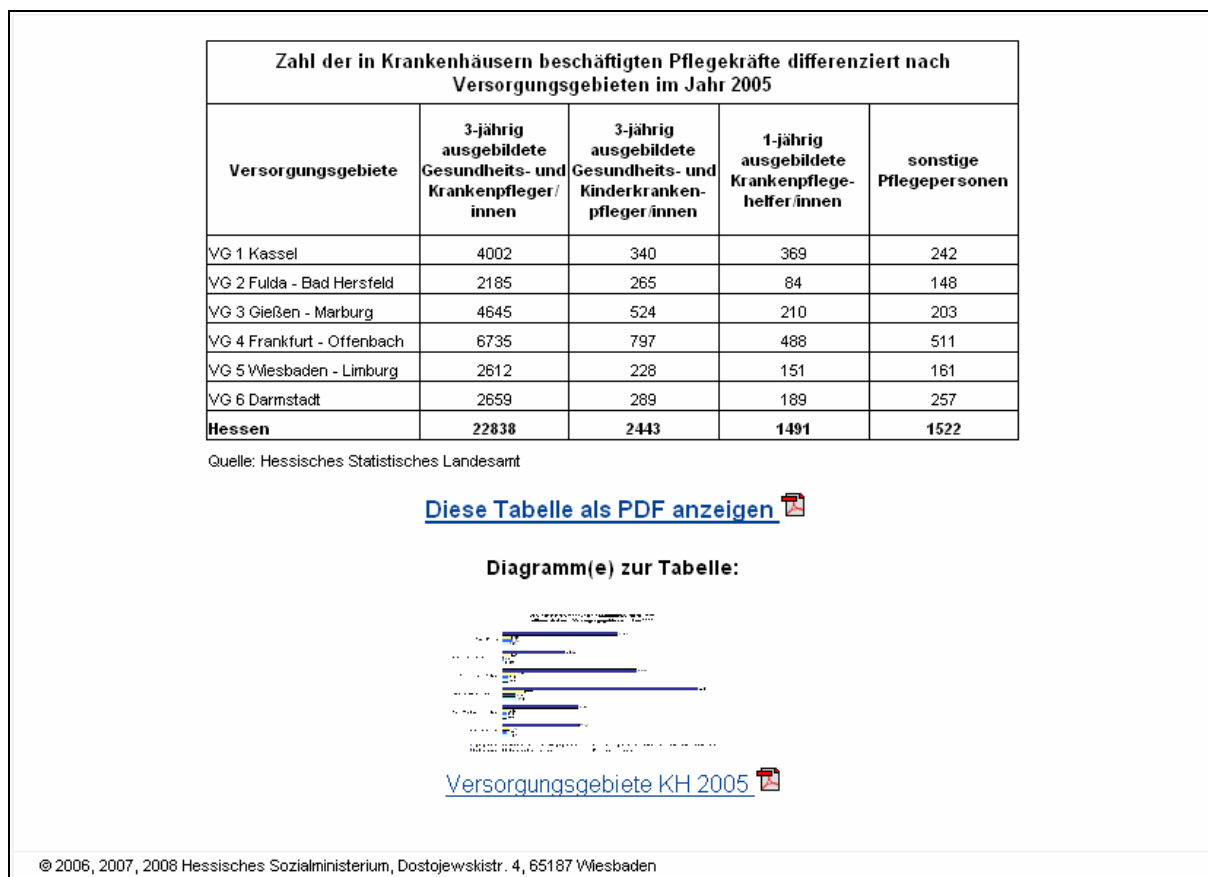 Zahl der in Krankenhäusern beschäftigten Pflegekräfte differenziert nach
Versorgungsgebieten im Jahr 2005
Versorgungsgebiete
3-jährig
ausgebildete
Gesundheits- und
Krankenpfleger/
innen
3-jährig
ausgebildete
Gesundheits- und
Kinderkranken-
pfleger/innen
1-jährig
ausgebildete
Krankenpflege-
helfer/innen
sonstige
Pflegepersonen
VG 1 Kassel 4002 340 369 242
VG 2 Fulda - Bad Hersfeld 2185 265 84 148
VG 3 Gießen - Marburg 4645 524 210 203
VG 4 Frankfurt - Offenbach 6735 797 488 511
VG 5 Wiesbaden - Limburg 2612 228 151 161
VG 6 Darmstadt 2659 289 189 257
Hessen 22838 2443 1491 1522
Quelle: Hessisches Statistisches Landesamt
Diese Tabelle als PDF anzeigen
Diagramm(e) zur Tabelle:
Versorgungsgebiete KH 2005
© 2006, 2007, 2008 Hessisches Sozialministerium, Dostojewskistr. 4, 65187 Wiesbaden